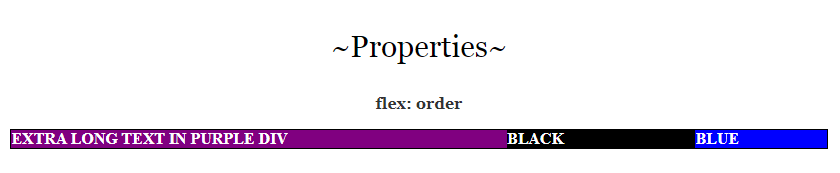 ~Properties~
flex: order
EXTRA LONG TEXT IN PURPLE DIV BLACK BLUE